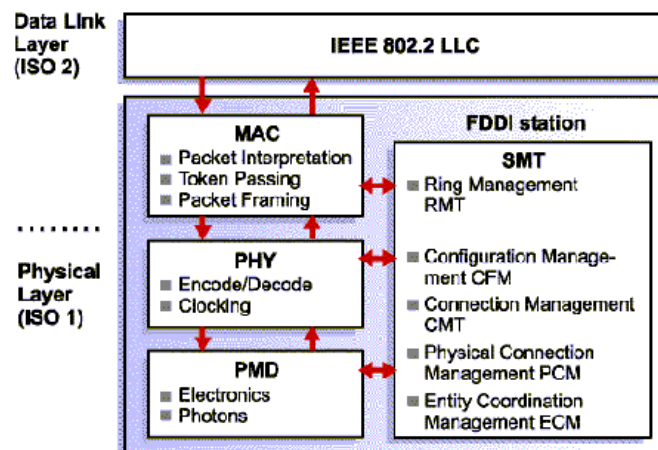 Data Link
Layer
(ISO 2)
IEEE 802.2 LLC
FDDI station
MAC
Packet Interpretation
Token Passing
Packet Framing
SMT
Ring Management
RMT
Configuration Manage-
ment CFM
Connection Management
CMT
Physical Connection
Management PCM
Entity Coordination
Management ECM
Physical
Layer
(ISO 1)
PHY
Encode/Decode
Clocking
PMD
Electronics
Photons